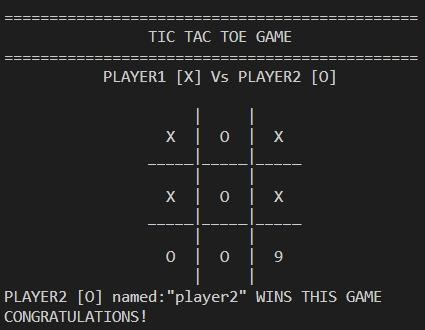 ==============================================
TIC TAC TOE GAME
==============================================
PLAYER1 [X] Vs PLAYER2 [O]
     |     |
  X  |  O  |  X
_____|_____|_____
     |     |
  X  |  O  |  X
_____|_____|_____
     |     |
  O  |  O  |  9
     |     |
PLAYER2 [O] named:"player2" WINS THIS GAME
CONGRATULATIONS!